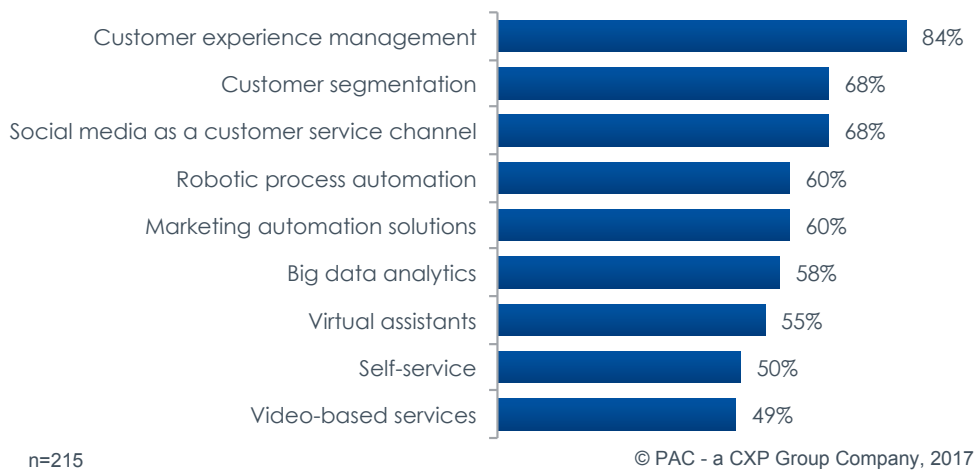 Customer experience management 84%
Customer segmentation 68%
Social media as a customer service channel 68%
Robotic process automation 60%
Marketing automation solutions 60%
Big data analytics 58%
Virtual assistants 55%
Self-service 50%
Video-based services 49%
n=215 © PAC - a CXP Group Company, 2017